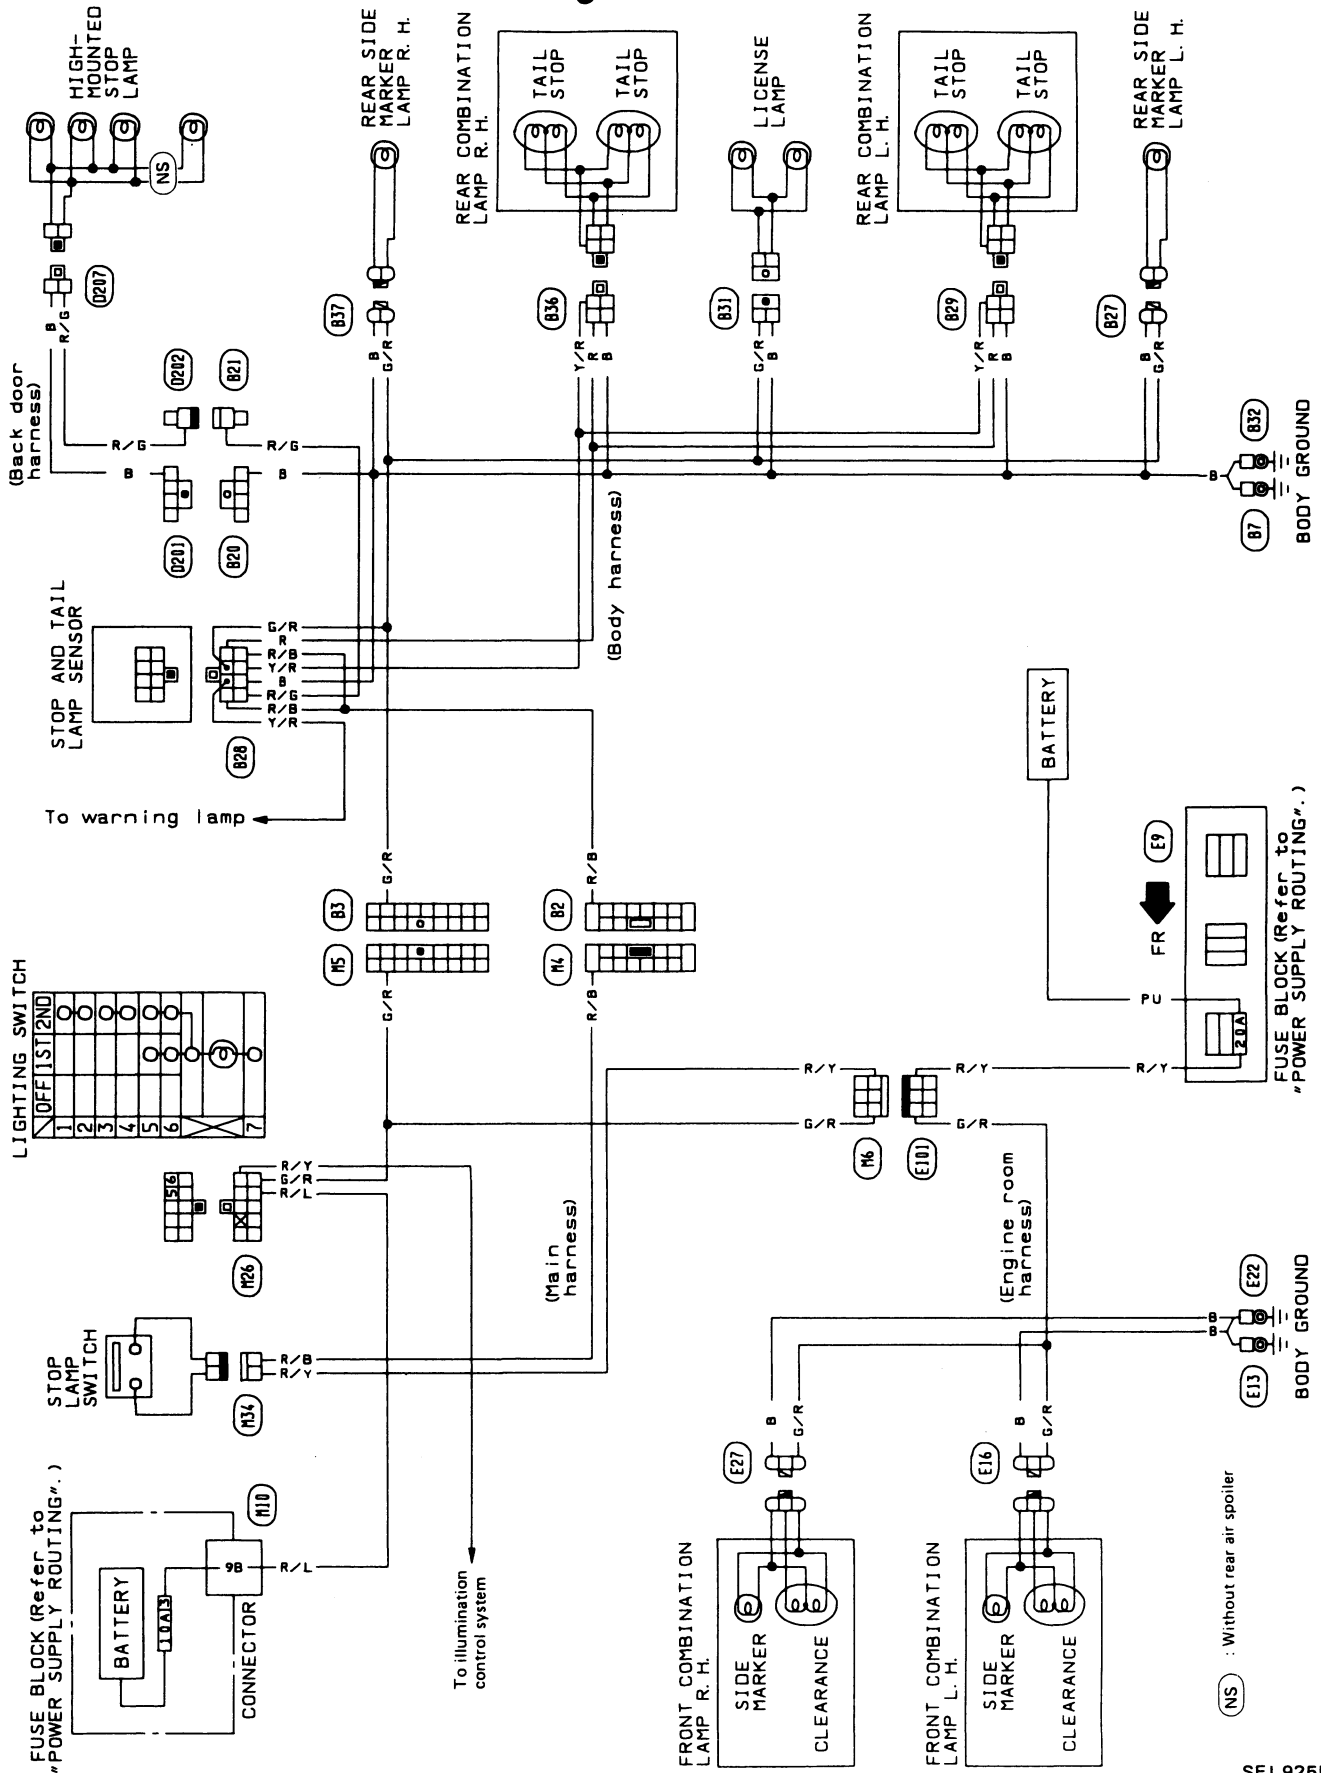 HIGH-
MOUNTED
STOP
LAMP
REAR SIDE
MARKER
LAMP R. H.
REAR COMBINATION
LAMP R. H.
TAIL
STOP
TAIL
STOP
LICENSE
LAMP
REAR COMBINATION
LAMP L. H.
TAIL
STOP
TAIL
STOP
REAR SIDE
MARKER
LAMP L. H.
NS
D207
B37
B36
B31
B29
B27
B
R/G
B
G/R
Y/R
R
B
G/R
B
Y/R
R
B
B
G/R
(Back door
harness)
D202
B21
R/G
R/G
B
B
D201
B20
(Body harness)
B
B32
B7
BODY GROUND
STOP AND TAIL
LAMP SENSOR
G/R
R
R/B
Y/R
B
R/G
R/B
Y/R
B28
To warning lamp
BATTERY
G/R
R/B
B3
B2
M5
M4
G/R
R/B
E9
FR
PU
20A
R/Y
FUSE BLOCK (Refer to
"POWER SUPPLY ROUTING".)
LIGHTING SWITCH
OFF 1ST 2ND
1
2
3
4
5
6
7
R/Y
R/Y
G/R
G/R
M6
E101
5 6
R/Y
G/R
R/L
M26
(Main
harness)
(Engine room
harness)
STOP
LAMP
SWITCH
R/B
R/Y
M34
B
B
E22
E13
BODY GROUND
B
G/R
B
G/R
E27
E16
FUSE BLOCK (Refer to
"POWER SUPPLY ROUTING".)
M10
BATTERY
10A 13
9B
R/L
CONNECTOR
To illumination
control system
FRONT COMBINATION
LAMP R. H.
SIDE
MARKER
CLEARANCE
FRONT COMBINATION
LAMP L. H.
SIDE
MARKER
CLEARANCE
NS : Without rear air spoiler